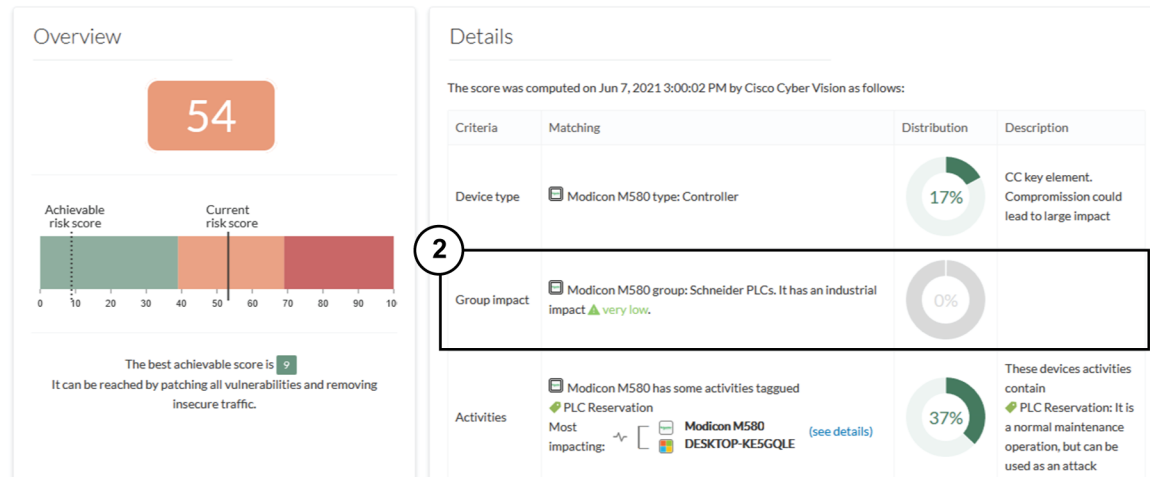 Overview
54
Achievable risk score
Current risk score
0 10 20 30 40 50 60 70 80 90 10
The best achievable score is 9
It can be reached by patching all vulnerabilities and removing
insecure traffic.
Details
The score was computed on Jun 7, 2021 3:00:02 PM by Cisco Cyber Vision as follows:
Criteria Matching Distribution Description
Device type
Modicon M580 type: Controller
17%
CC key element.
Compromission could
lead to large impact
2
Group impact
Modicon M580 group: Schneider PLCs. It has an industrial
impact very low.
0%
Activities
Modicon M580 has some activities taggued
PLC Reservation
Most
impacting:
Modicon M580
DESKTOP-KE5GQLE
(see details)
37%
These devices activities
contain
PLC Reservation: It is
a normal maintenance
operation, but can be
used as an attack